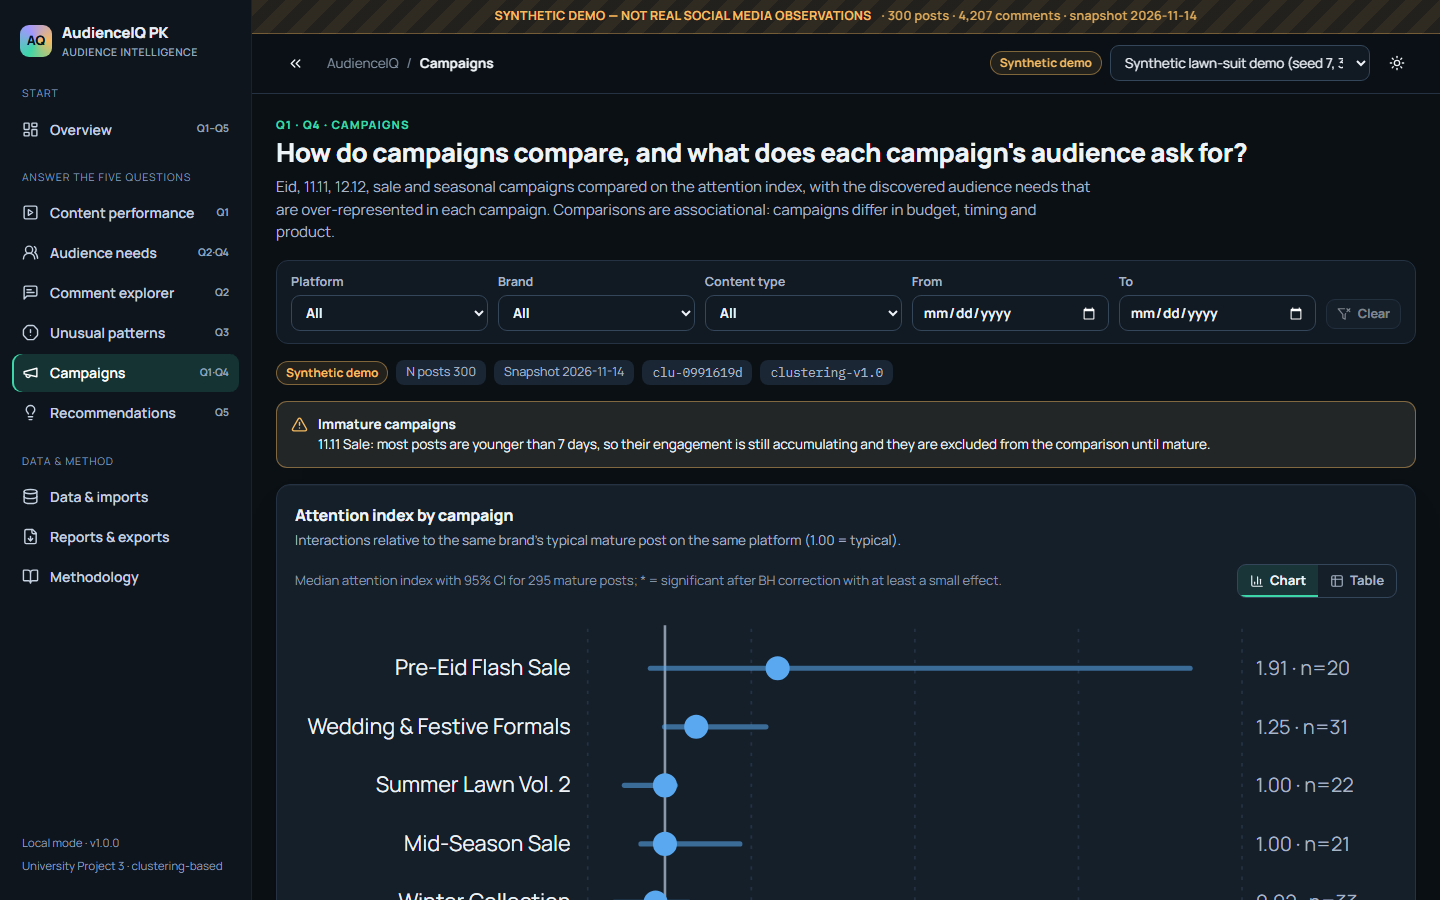 AQ
AudienceIQ PK
AUDIENCE INTELLIGENCE
START
Overview Q1–Q5
ANSWER THE FIVE QUESTIONS
Content performance Q1
Audience needs Q2·Q4
Comment explorer Q2
Unusual patterns Q3
Campaigns Q1·Q4
Recommendations Q5
DATA & METHOD
Data & imports
Reports & exports
Methodology
Local mode · v1.0.0
University Project 3 · clustering-based
SYNTHETIC DEMO — NOT REAL SOCIAL MEDIA OBSERVATIONS · 300 posts · 4,207 comments · snapshot 2026-11-14
AudienceIQ / Campaigns
Synthetic demo
Synthetic lawn-suit demo (seed 7, 3
Q1 · Q4 · CAMPAIGNS
How do campaigns compare, and what does each campaign's audience ask for?
Eid, 11.11, 12.12, sale and seasonal campaigns compared on the attention index, with the discovered audience needs that
are over-represented in each campaign. Comparisons are associational: campaigns differ in budget, timing and
product.
Platform Brand Content type From To
All All All mm/dd/yyyy mm/dd/yyyy Clear
Synthetic demo N posts 300 Snapshot 2026-11-14 clu-0991619d clustering-v1.0
Immature campaigns
11.11 Sale: most posts are younger than 7 days, so their engagement is still accumulating and they are excluded from the comparison until mature.
Attention index by campaign
Interactions relative to the same brand's typical mature post on the same platform (1.00 = typical).
Median attention index with 95% CI for 295 mature posts; * = significant after BH correction with at least a small effect.
Chart Table
Pre-Eid Flash Sale 1.91 · n=20
Wedding & Festive Formals 1.25 · n=31
Summer Lawn Vol. 2 1.00 · n=22
Mid-Season Sale 1.00 · n=21
Winter Collection